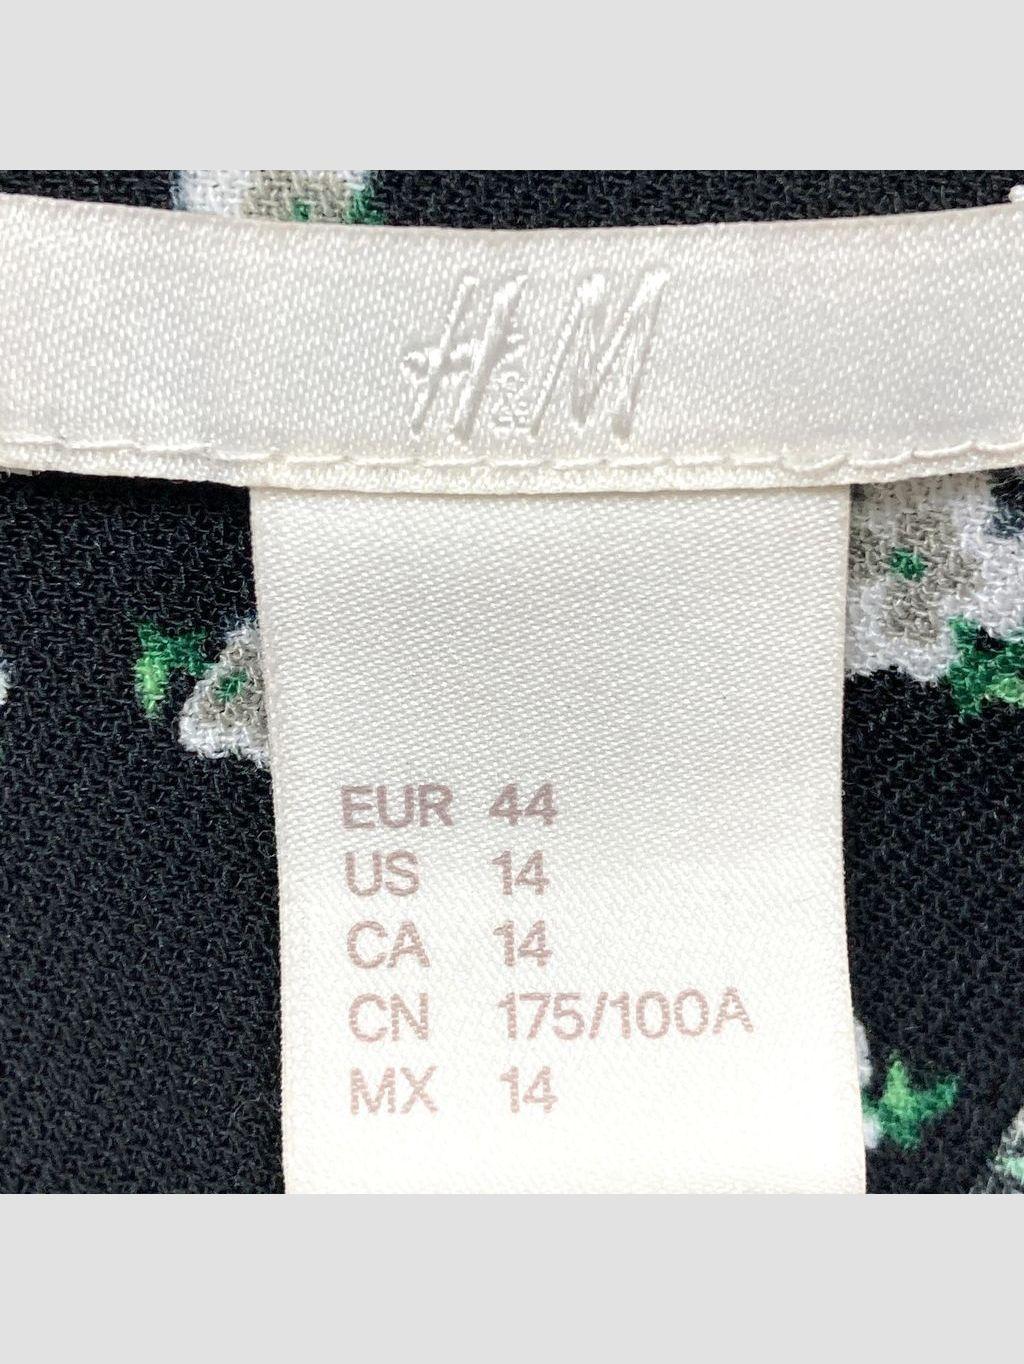 H&M
EUR 44
US 14
CA 14
CN 175/100A
MX 14